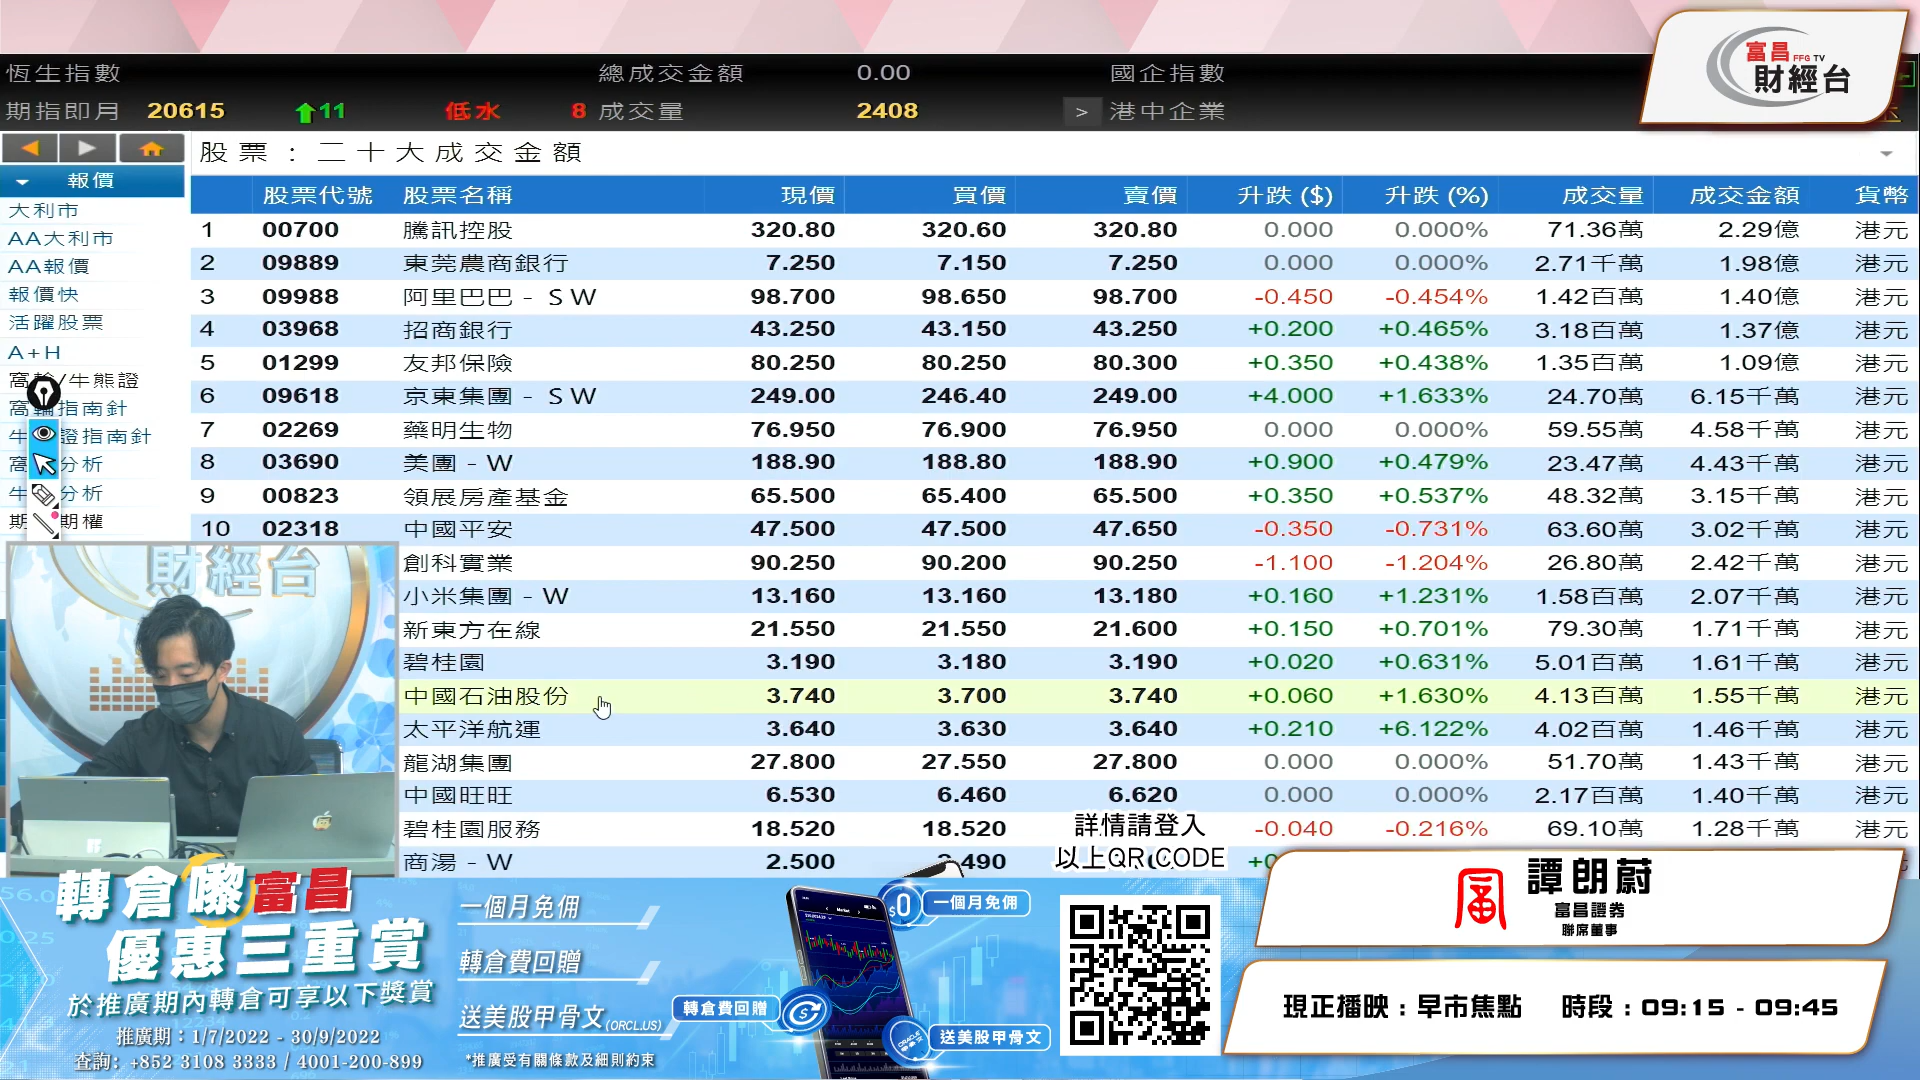 恆生指數 總成交金額 0.00 國企指數
期指即月 20615 11 低水 8 成交量 2408 > 港中企業
富昌 FFG TV
財經台
股票：二十大成交金額
報價
大利市
AA大利市
AA報價
報價快
活躍股票
A+H
/牛熊證
指南針
證指南針
分析
分析
期權
股票代號 股票名稱 現價 買價 賣價 升跌 ($) 升跌 (%) 成交量 成交金額 貨幣
1 00700 騰訊控股 320.80 320.60 320.80 0.000 0.000% 71.36萬 2.29億 港元
2 09889 東莞農商銀行 7.250 7.150 7.250 0.000 0.000% 2.71千萬 1.98億 港元
3 09988 阿里巴巴 - ＳＷ 98.700 98.650 98.700 -0.450 -0.454% 1.42百萬 1.40億 港元
4 03968 招商銀行 43.250 43.150 43.250 +0.200 +0.465% 3.18百萬 1.37億 港元
5 01299 友邦保險 80.250 80.250 80.300 +0.350 +0.438% 1.35百萬 1.09億 港元
6 09618 京東集團 - ＳＷ 249.00 246.40 249.00 +4.000 +1.633% 24.70萬 6.15千萬 港元
7 02269 藥明生物 76.950 76.900 76.950 0.000 0.000% 59.55萬 4.58千萬 港元
8 03690 美團 - W 188.90 188.80 188.90 +0.900 +0.479% 23.47萬 4.43千萬 港元
9 00823 領展房產基金 65.500 65.400 65.500 +0.350 +0.537% 48.32萬 3.15千萬 港元
10 02318 中國平安 47.500 47.500 47.650 -0.350 -0.731% 63.60萬 3.02千萬 港元
創科實業 90.250 90.200 90.250 -1.100 -1.204% 26.80萬 2.42千萬 港元
小米集團 - W 13.160 13.160 13.180 +0.160 +1.231% 1.58百萬 2.07千萬 港元
新東方在線 21.550 21.550 21.600 +0.150 +0.701% 79.30萬 1.71千萬 港元
碧桂園 3.190 3.180 3.190 +0.020 +0.631% 5.01百萬 1.61千萬 港元
中國石油股份 3.740 3.700 3.740 +0.060 +1.630% 4.13百萬 1.55千萬 港元
太平洋航運 3.640 3.630 3.640 +0.210 +6.122% 4.02百萬 1.46千萬 港元
龍湖集團 27.800 27.550 27.800 0.000 0.000% 51.70萬 1.43千萬 港元
中國旺旺 6.530 6.460 6.620 0.000 0.000% 2.17百萬 1.40千萬 港元
碧桂園服務 18.520 18.520 -0.040 -0.216% 69.10萬 1.28千萬 港元
商湯 - W 2.500
財經台
詳情請登入
以上QR CODE
轉倉嚟富昌
優惠三重賞
於推廣期內轉倉可享以下獎賞
推廣期：1/7/2022 - 30/9/2022
查詢：+852 3108 3333 / 4001-200-899
一個月免佣
轉倉費回贈
送美股甲骨文(ORCL.US)
*推廣受有關條款及細則約束
$0 一個月免佣
轉倉費回贈
送美股甲骨文
譚朗蔚
富昌證券
聯席董事
現正播映：早市焦點 時段：09:15 - 09:45